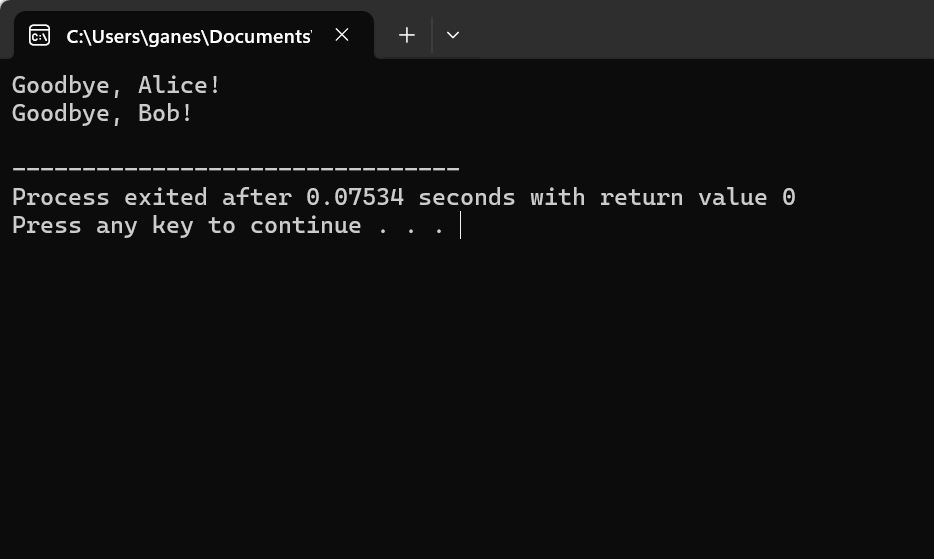 C:\Users\ganes\Documents\
Goodbye, Alice!
Goodbye, Bob!
--------------------------------
Process exited after 0.07534 seconds with return value 0
Press any key to continue . . .